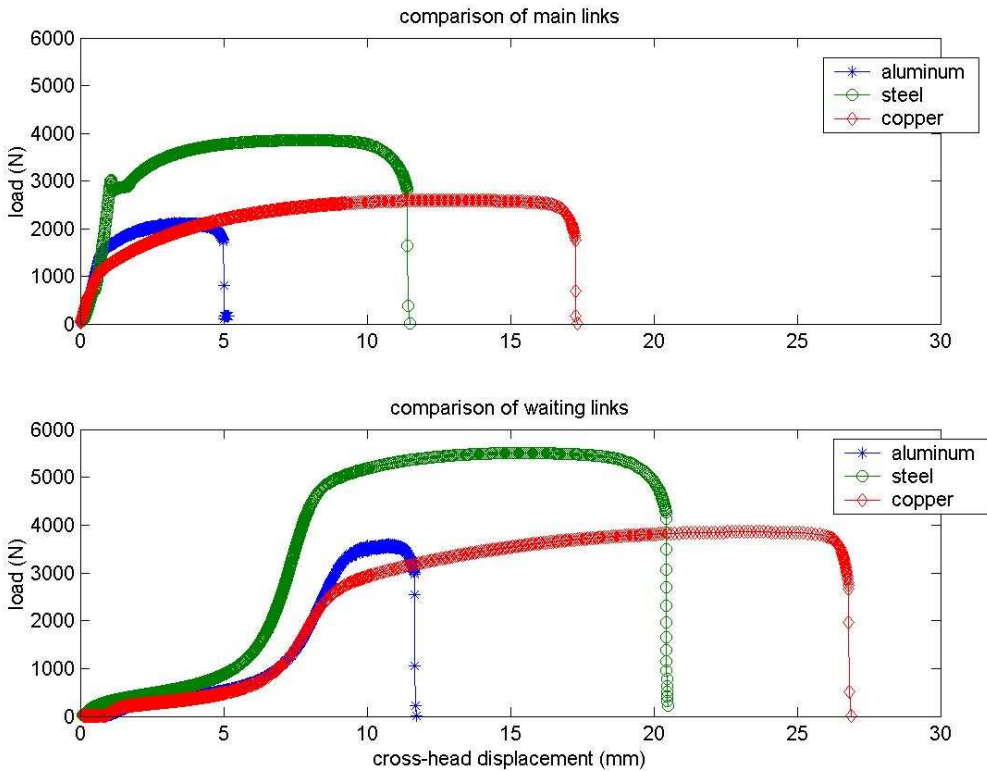 comparison of main links
6000
5000
4000
3000
2000
1000
0
load (N)
aluminum
steel
copper
0 5 10 15 20 25 30
comparison of waiting links
6000
5000
4000
3000
2000
1000
0
load (N)
aluminum
steel
copper
0 5 10 15 20 25 30
cross-head displacement (mm)